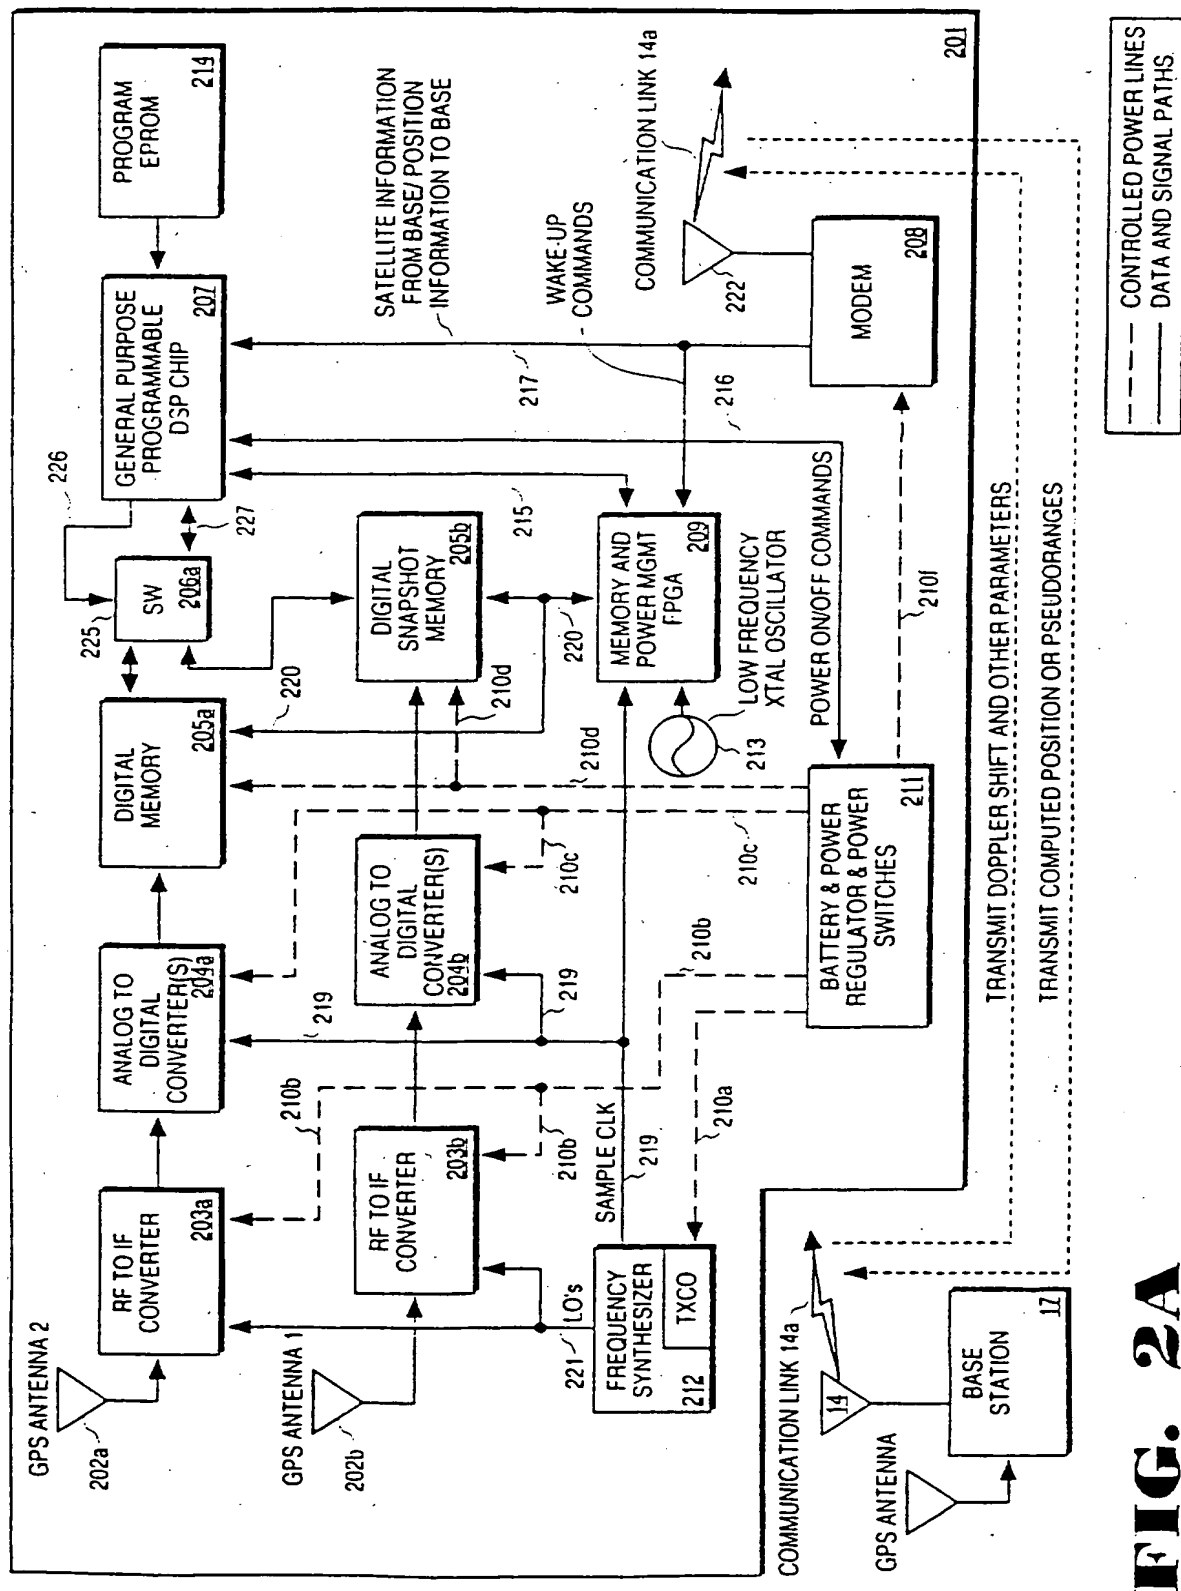 GPS ANTENNA 2
202a
RF TO IF
CONVERTER
203a
ANALOG TO
DIGITAL
CONVERTER(S)
204a
DIGITAL
MEMORY
205a
225
SW
206a
226
227
GENERAL PURPOSE
PROGRAMMABLE
DSP CHIP
207
PROGRAM
EPROM
214
210b
219
220
GPS ANTENNA 1
202b
RF TO IF
CONVERTER
203b
ANALOG TO
DIGITAL
CONVERTER(S)
204b
DIGITAL
SNAPSHOT
MEMORY
205b
210d
215
SATELLITE INFORMATION
FROM BASE/ POSITION
INFORMATION TO BASE
217
221
LO's
210b
219
210c
210d
220
WAKE-UP
COMMANDS
FREQUENCY
SYNTHESIZER
212
TXCO
SAMPLE CLK
219
MEMORY AND
POWER MGMT
FPGA
209
COMMUNICATION LINK 14a
222
216
210a
210b
210c
213
LOW FREQUENCY
XTAL OSCILLATOR
POWER ON/OFF COMMANDS
BATTERY & POWER
REGULATOR & POWER
SWITCHES
211
210f
MODEM
208
201
COMMUNICATION LINK 14a
14
GPS ANTENNA
BASE
STATION
17
TRANSMIT DOPPLER SHIFT AND OTHER PARAMETERS
TRANSMIT COMPUTED POSITION OR PSEUDORANGES
CONTROLLED POWER LINES
DATA AND SIGNAL PATHS
FIG. 2A